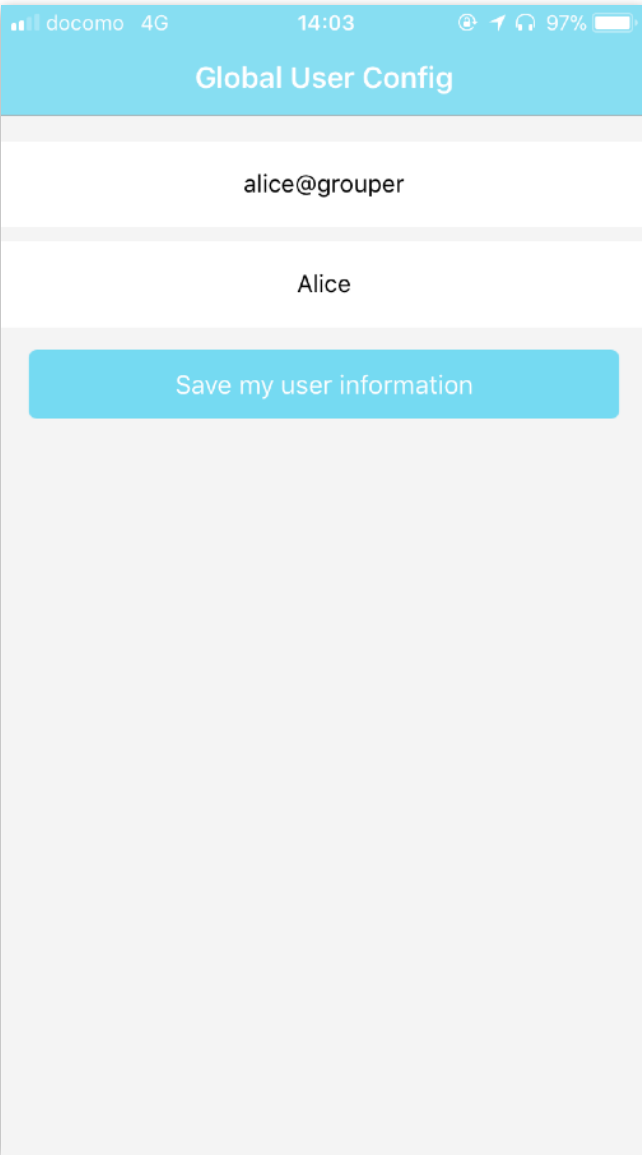 docomo 4G 14:03 97%
Global User Config
alice@grouper
Alice
Save my user information